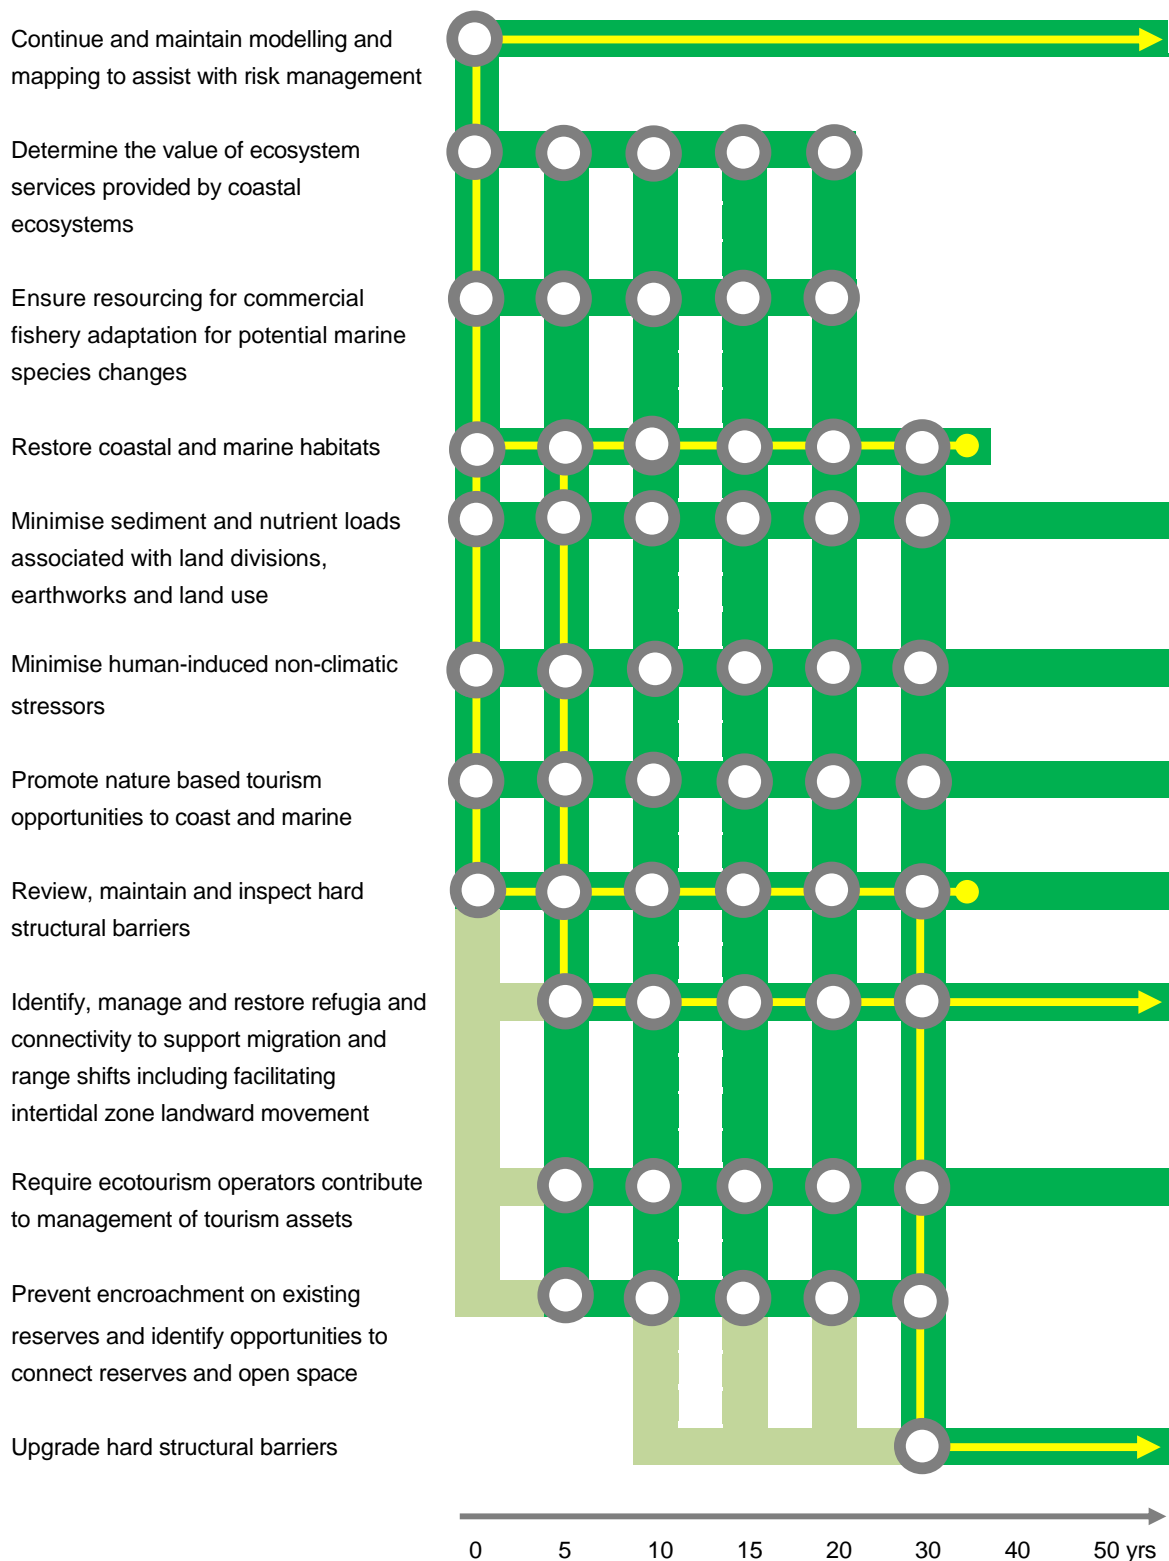 Continue and maintain modelling and
mapping to assist with risk management
Determine the value of ecosystem
services provided by coastal
ecosystems
Ensure resourcing for commercial
fishery adaptation for potential marine
species changes
Restore coastal and marine habitats
Minimise sediment and nutrient loads
associated with land divisions,
earthworks and land use
Minimise human-induced non-climatic
stressors
Promote nature based tourism
opportunities to coast and marine
Review, maintain and inspect hard
structural barriers
Identify, manage and restore refugia and
connectivity to support migration and
range shifts including facilitating
intertidal zone landward movement
Require ecotourism operators contribute
to management of tourism assets
Prevent encroachment on existing
reserves and identify opportunities to
connect reserves and open space
Upgrade hard structural barriers
0 5 10 15 20 30 40 50 yrs